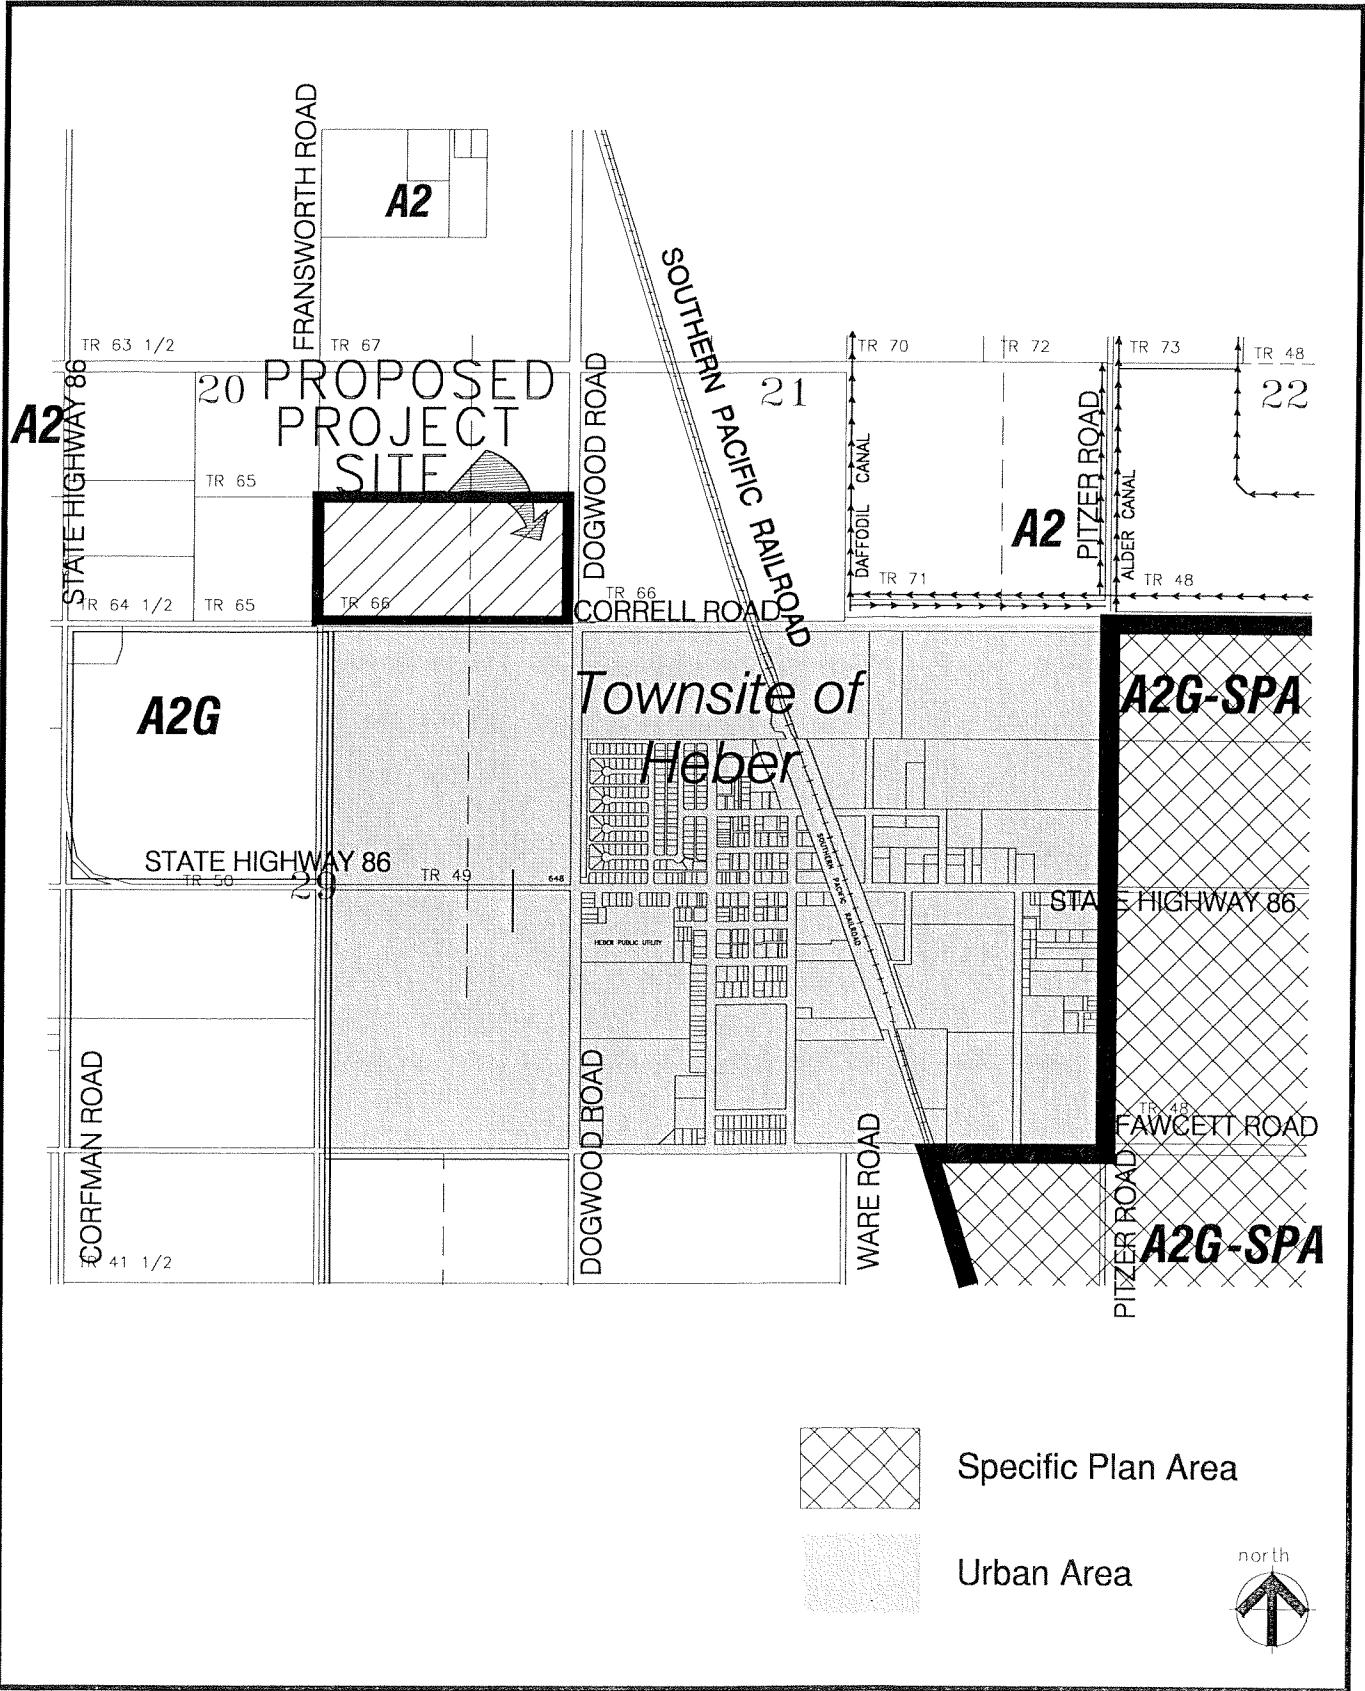 FRANSWORTH ROAD
A2
SOUTHERN PACIFIC RAILROAD
TR 63 1/2
TR 67
TR 70
TR 72
TR 73
TR 48
STATE HIGHWAY 86
A2
20
PROPOSED
PROJECT
SITE
DOGWOOD ROAD
21
22
DAFFODIL CANAL
PITZER ROAD
ALDER CANAL
A2
TR 65
TR 71
TR 48
TR 64 1/2
TR 65
TR 66
TR 66
CORRELL ROAD
A2G
Townsite of
Heber
A2G-SPA
STATE HIGHWAY 86
TR 50
29
TR 49
648
SOUTHERN PACIFIC RAILROAD
STATE HIGHWAY 86
HEBER PUBLIC UTILITY
CORFMAN ROAD
DOGWOOD ROAD
WARE ROAD
TR 48
FAWCETT ROAD
PITZER ROAD
A2G-SPA
TR 41 1/2
Specific Plan Area
Urban Area
north